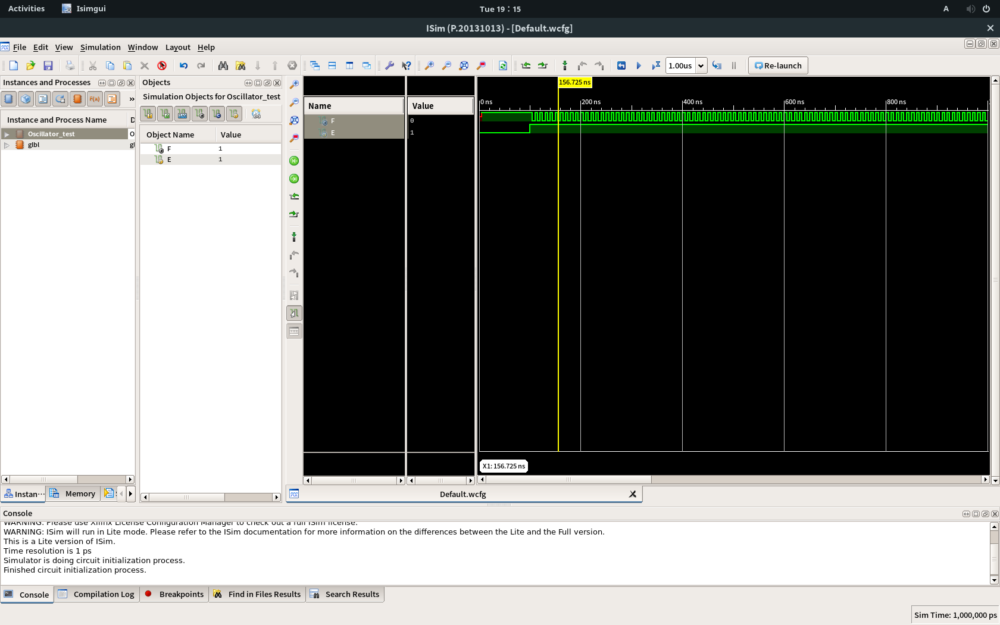 Activities
Isimgui
Tue 19 : 15
A
ISim (P.20131013) - [Default.wcfg]
File Edit View Simulation Window Layout Help
1.00us
Re-launch
Instances and Processes
F(x)
»
Instance and Process Name
D
Oscillator_test
O
glbl
gl
Objects
Simulation Objects for Oscillator_test
Object Name Value
F 1
E 1
Name
Value
F 0
E 1
156.725 ns
0 ns 200 ns 400 ns 600 ns 800 ns
X1: 156.725 ns
Instan···
Memory
Default.wcfg
Console
WARNING: Please use Xilinx License Configuration Manager to check out a full ISim license.
WARNING: ISim will run in Lite mode. Please refer to the ISim documentation for more information on the differences between the Lite and the Full version.
This is a Lite version of ISim.
Time resolution is 1 ps
Simulator is doing circuit initialization process.
Finished circuit initialization process.
Console
Compilation Log
Breakpoints
Find in Files Results
Search Results
Sim Time: 1,000,000 ps